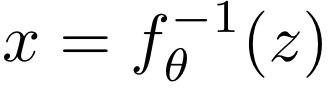 x = f_θ^{-1}(z)